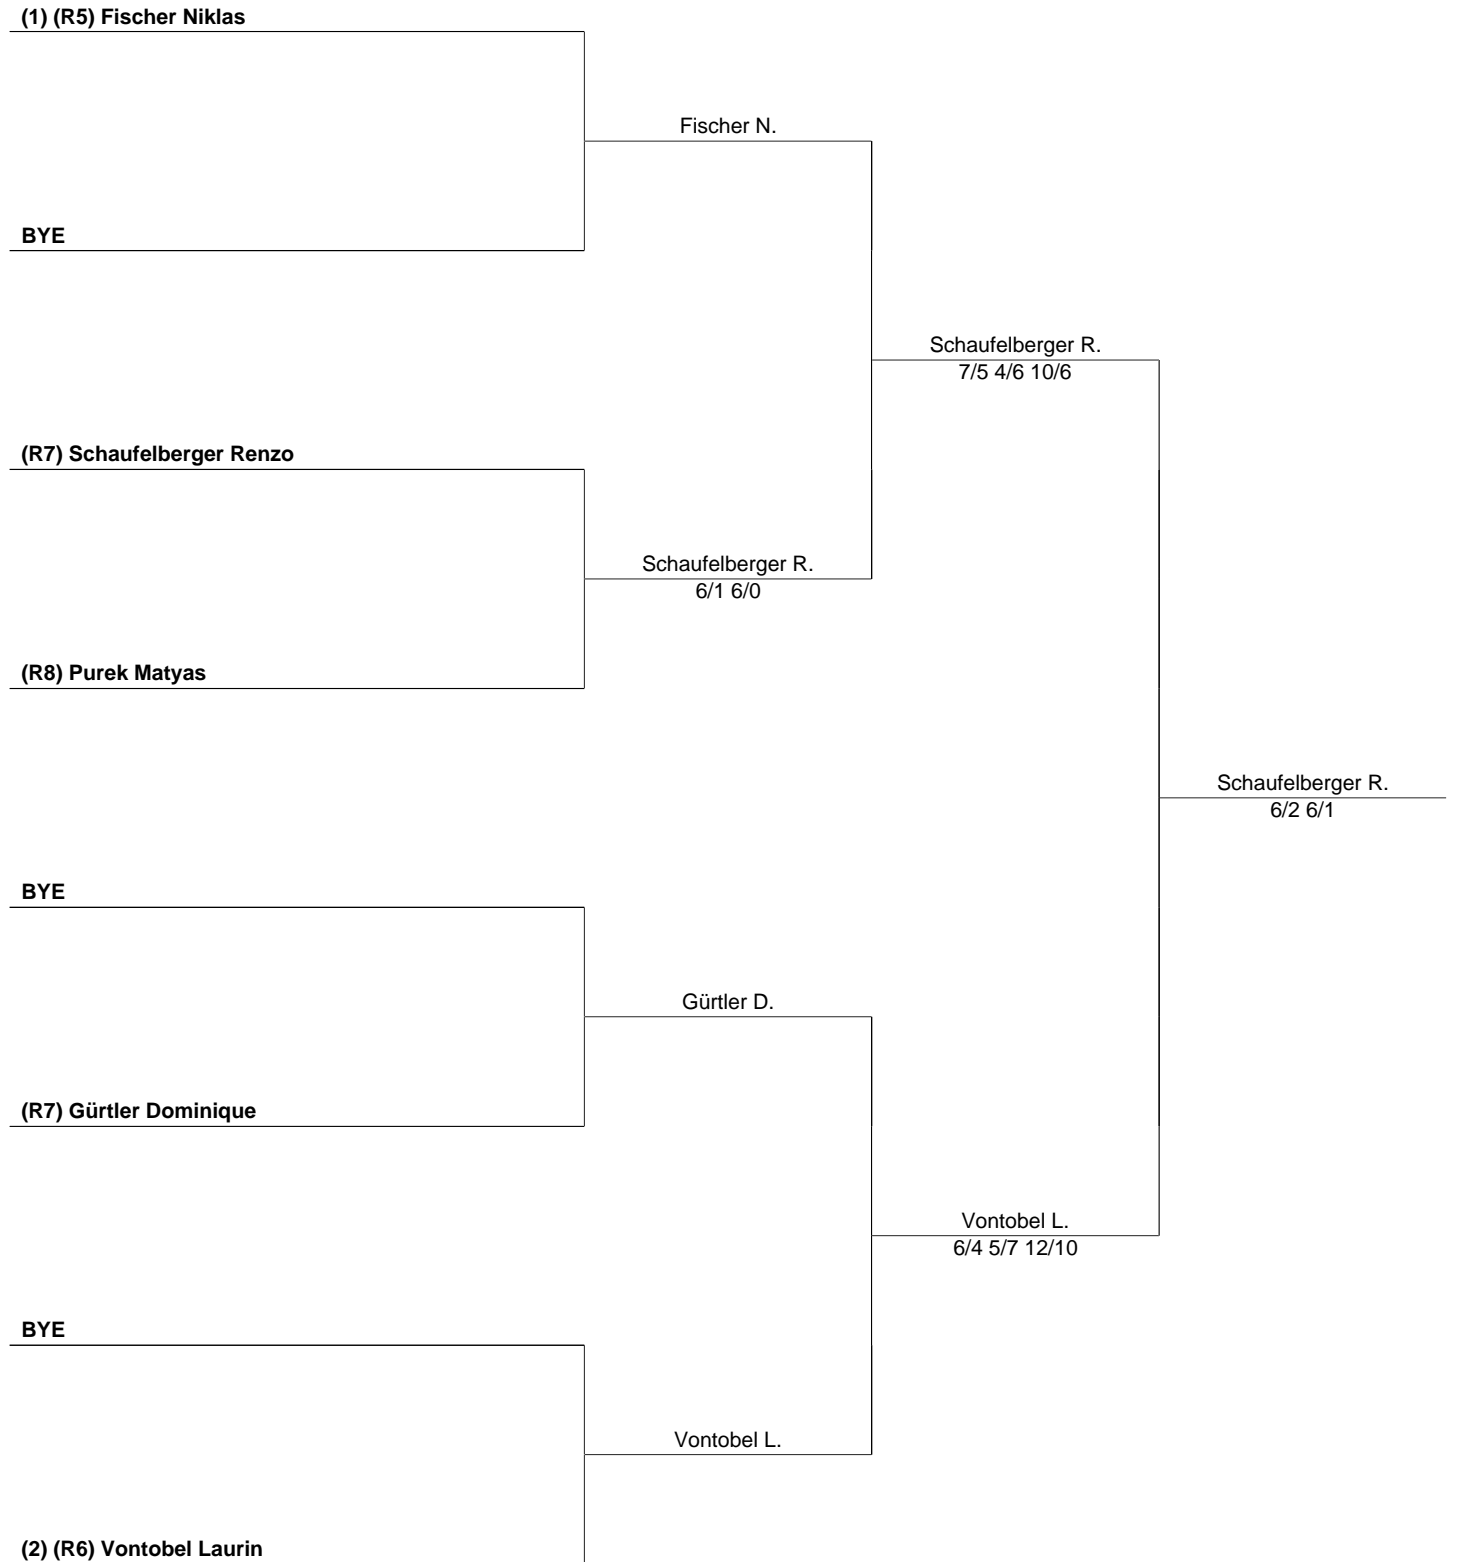 (1) (R5) Fischer Niklas
Fischer N.
BYE
Schaufelberger R.
7/5 4/6 10/6
(R7) Schaufelberger Renzo
Schaufelberger R.
6/1 6/0
(R8) Purek Matyas
Schaufelberger R.
6/2 6/1
BYE
Gürtler D.
(R7) Gürtler Dominique
Vontobel L.
6/4 5/7 12/10
BYE
Vontobel L.
(2) (R6) Vontobel Laurin